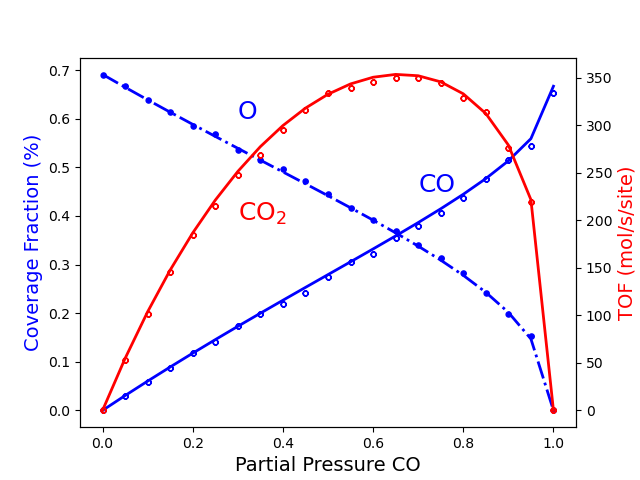 0.7
0.6
0.5
0.4
0.3
0.2
0.1
0.0
Coverage Fraction (%)
O
CO
CO₂
350
300
250
200
150
100
50
0
TOF (mol/s/site)
0.0 0.2 0.4 0.6 0.8 1.0
Partial Pressure CO